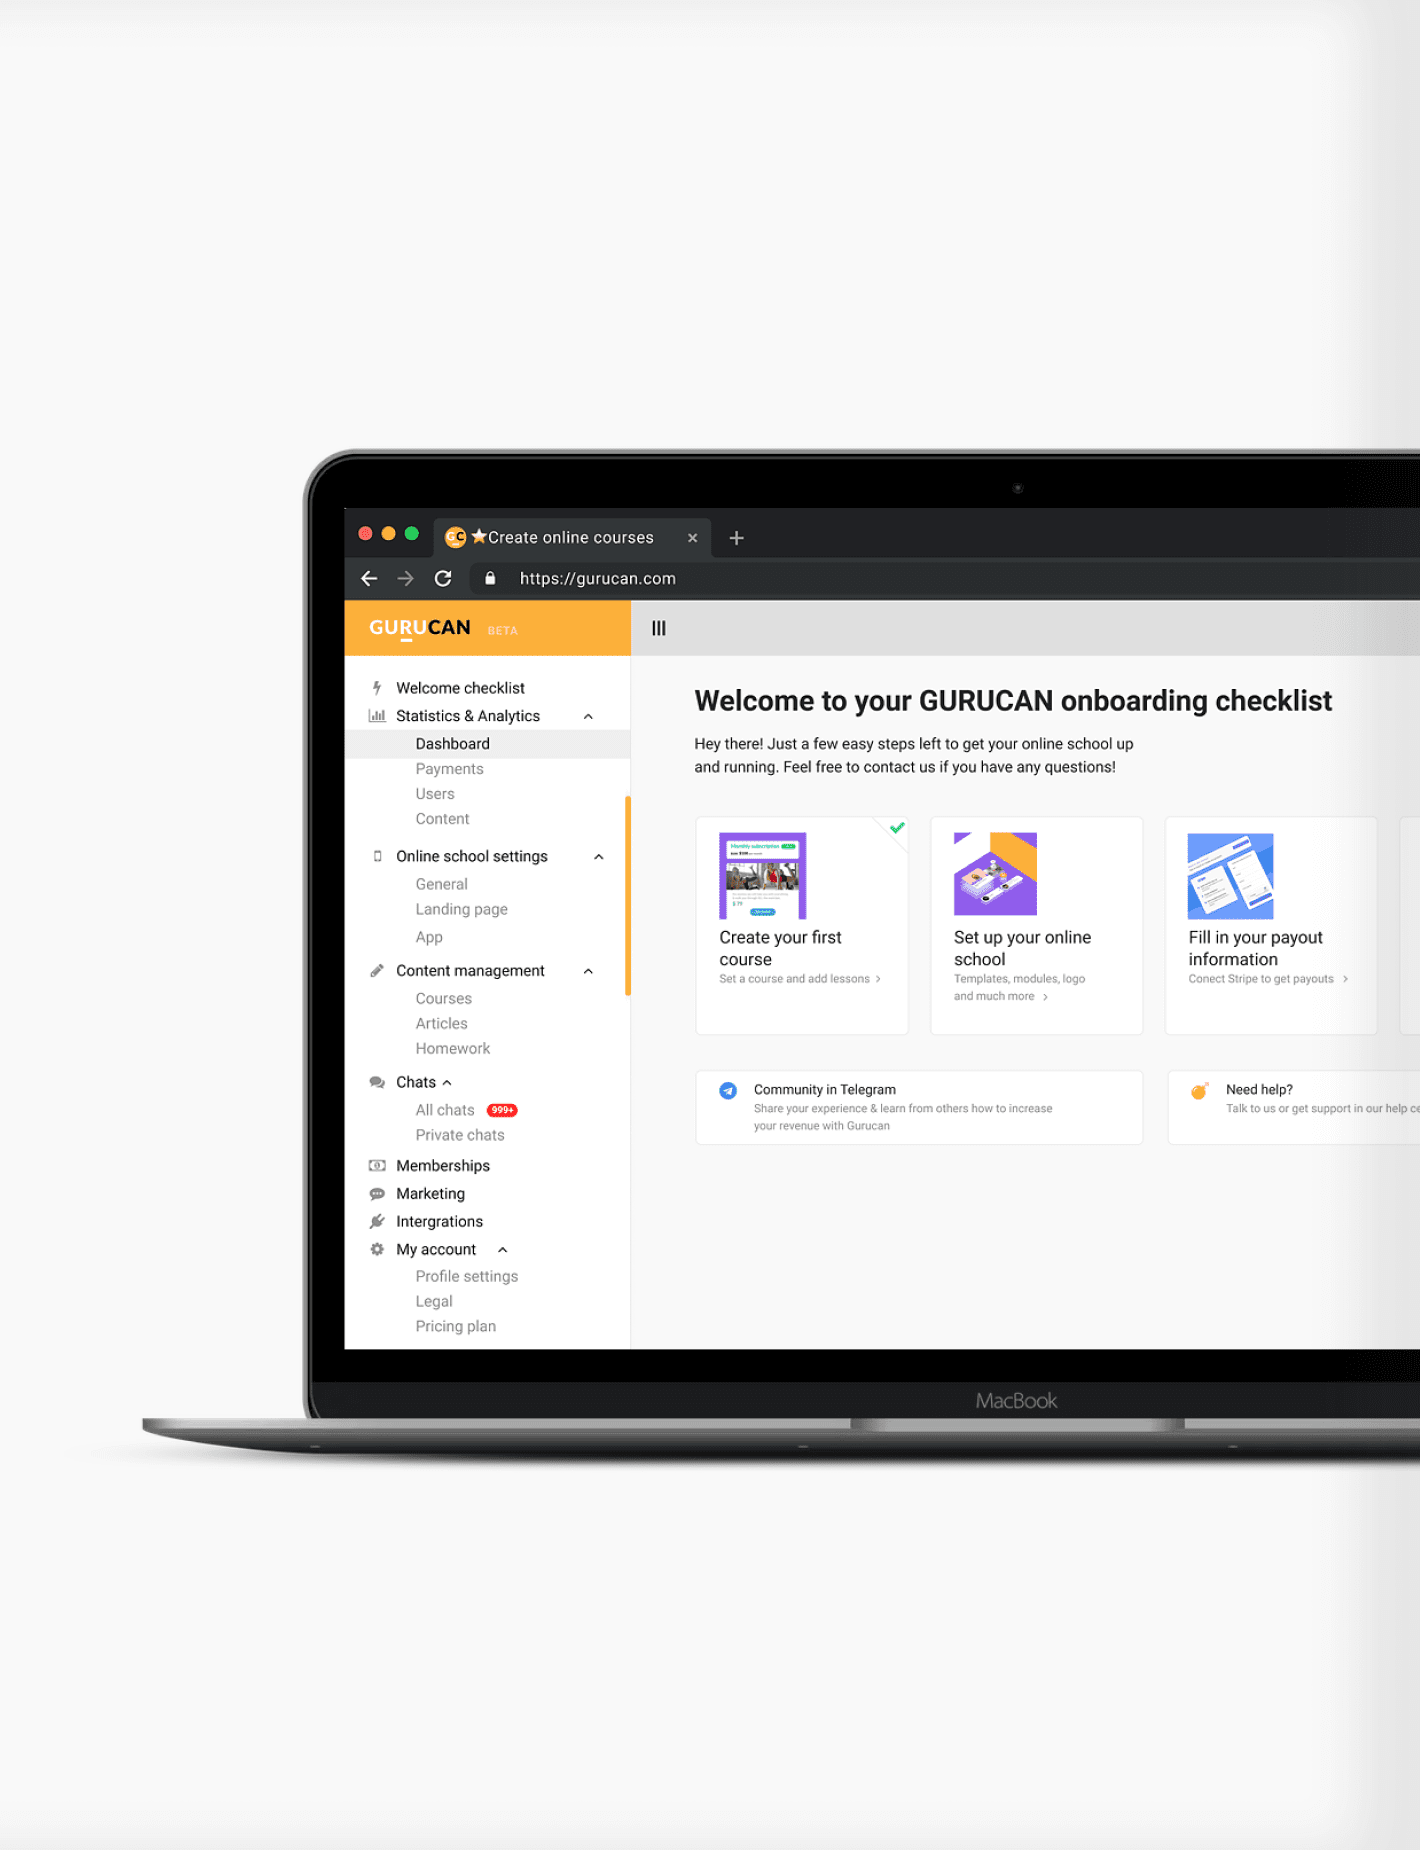 Create online courses
https://gurucan.com
GURUCAN BETA
Welcome checklist
Statistics & Analytics
Dashboard
Payments
Users
Content
Online school settings
General
Landing page
App
Content management
Courses
Articles
Homework
Chats
All chats 999+
Private chats
Memberships
Marketing
Intergrations
My account
Profile settings
Legal
Pricing plan
Welcome to your GURUCAN onboarding checklist
Hey there! Just a few easy steps left to get your online school up
and running. Feel free to contact us if you have any questions!
Monthly subscription
Create your first
course
Set a course and add lessons
Set up your online
school
Templates, modules, logo
and much more
Fill in your payout
information
Conect Stripe to get payouts
Community in Telegram
Share your experience & learn from others how to increase
your revenue with Gurucan
Need help?
Talk to us or get support in our help ce
MacBook